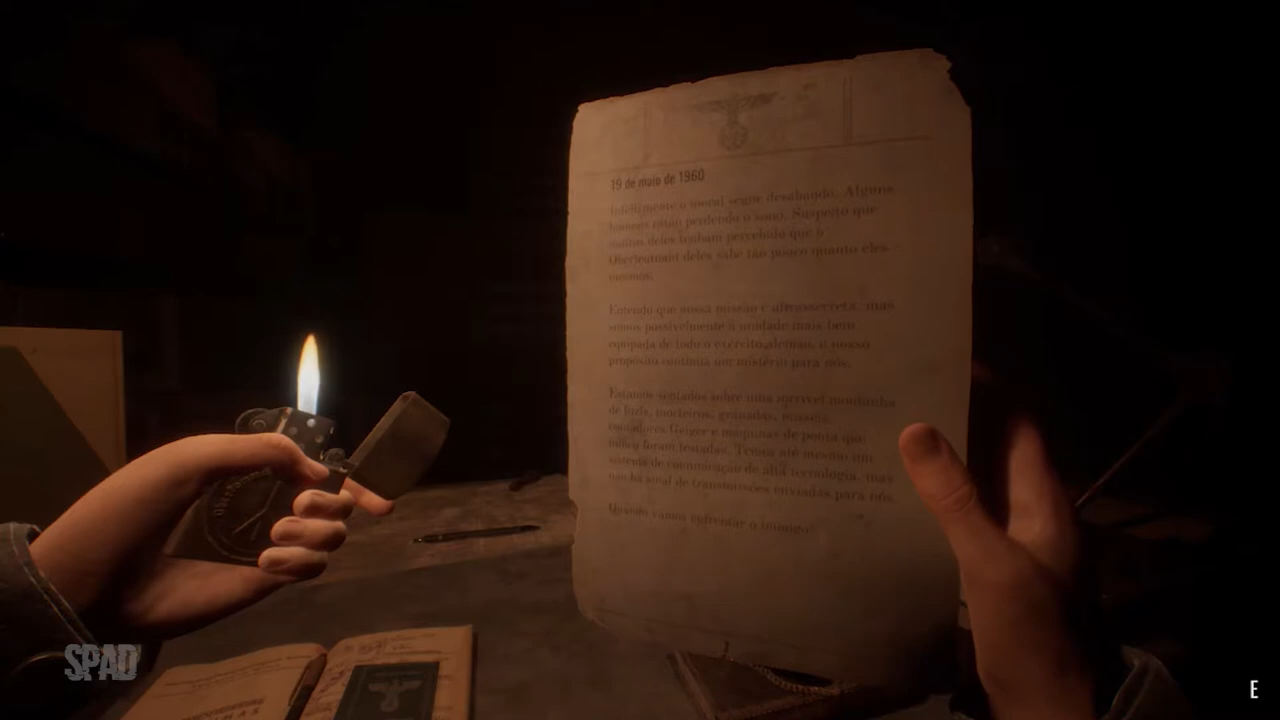 19 de maio de 1960
Infelizmente o moral segue desabando. Alguns
homens estão perdendo o sono. Suspeito que
muitos deles tenham percebido que o
Oberleutnant deles sabe tão pouco quanto eles
mesmos.
Entendo que nossa missão é ultrassecreta, mas
somos possivelmente a unidade mais bem
equipada de todo o exército alemão, e nosso
propósito continua um mistério para nós.
Estamos sentados sobre uma incrível montanha
de fuzis, morteiros, granadas, nossos
contadores Geiger e máquinas de ponta que
nunca foram testadas. Temos até mesmo um
sistema de comunicação de alta tecnologia, mas
não há sinal de transmissões enviadas para nós.
Quando vamos enfrentar o inimigo?
SPAD
E